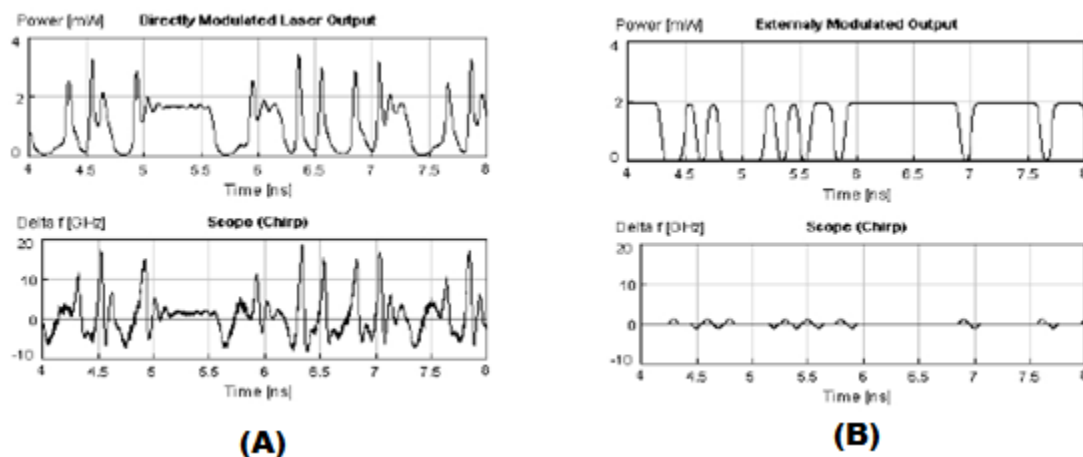 Power [mW] Directly Modulated Laser Output
4
2
0
4 4.5 5 5.5 6 6.5 7 7.5 8
Time [ns]
Delta f [GHz] Scope (Chirp)
20
10
0
-10
4 4.5 5 5.5 6 6.5 7 7.5 8
Time [ns]
(A)
Power [mW] Externaly Modulated Output
4
2
0
4 4.5 5 5.5 6 6.5 7 7.5 8
Time [ns]
Delta f [GHz] Scope (Chirp)
20
10
0
-10
4 4.5 5 5.5 6 6.5 7 7.5 8
Time [ns]
(B)